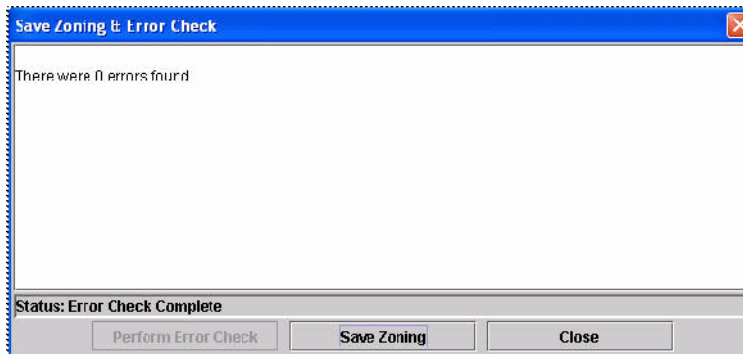 Save Zoning & Error Check
There were 0 errors found
Status: Error Check Complete
Perform Error Check
Save Zoning
Close